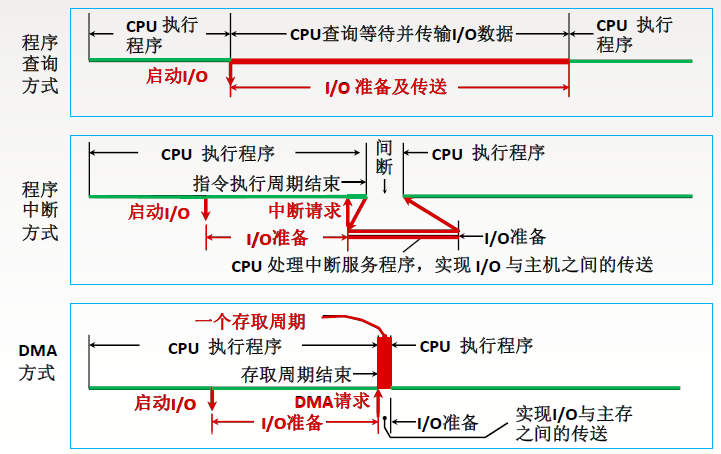 程序
查询
方式
CPU 执行
程序
CPU查询等待并传输I/O数据
CPU 执行
程序
启动I/O
I/O 准备及传送
程序
中断
方式
CPU 执行程序
间
断
CPU 执行程序
指令执行周期结束
启动I/O
中断请求
I/O准备
I/O准备
CPU 处理中断服务程序，实现 I/O 与主机之间的传送
DMA
方式
一个存取周期
CPU 执行程序
CPU 执行程序
存取周期结束
启动I/O
DMA请求
I/O准备
I/O准备
实现I/O与主存
之间的传送